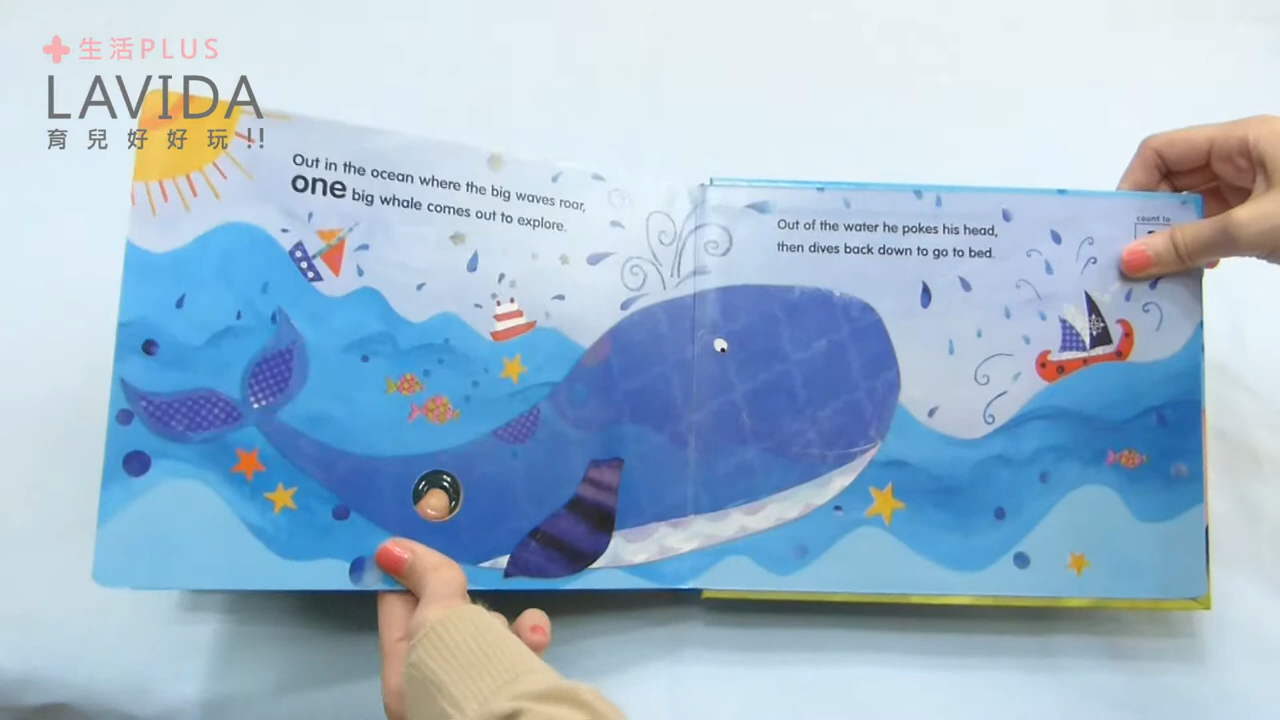 生活PLUS
LAVIDA
育兒好好玩!!
Out in the ocean where the big waves roar,
one big whale comes out to explore.
Out of the water he pokes his head,
then dives back down to go to bed.
count to